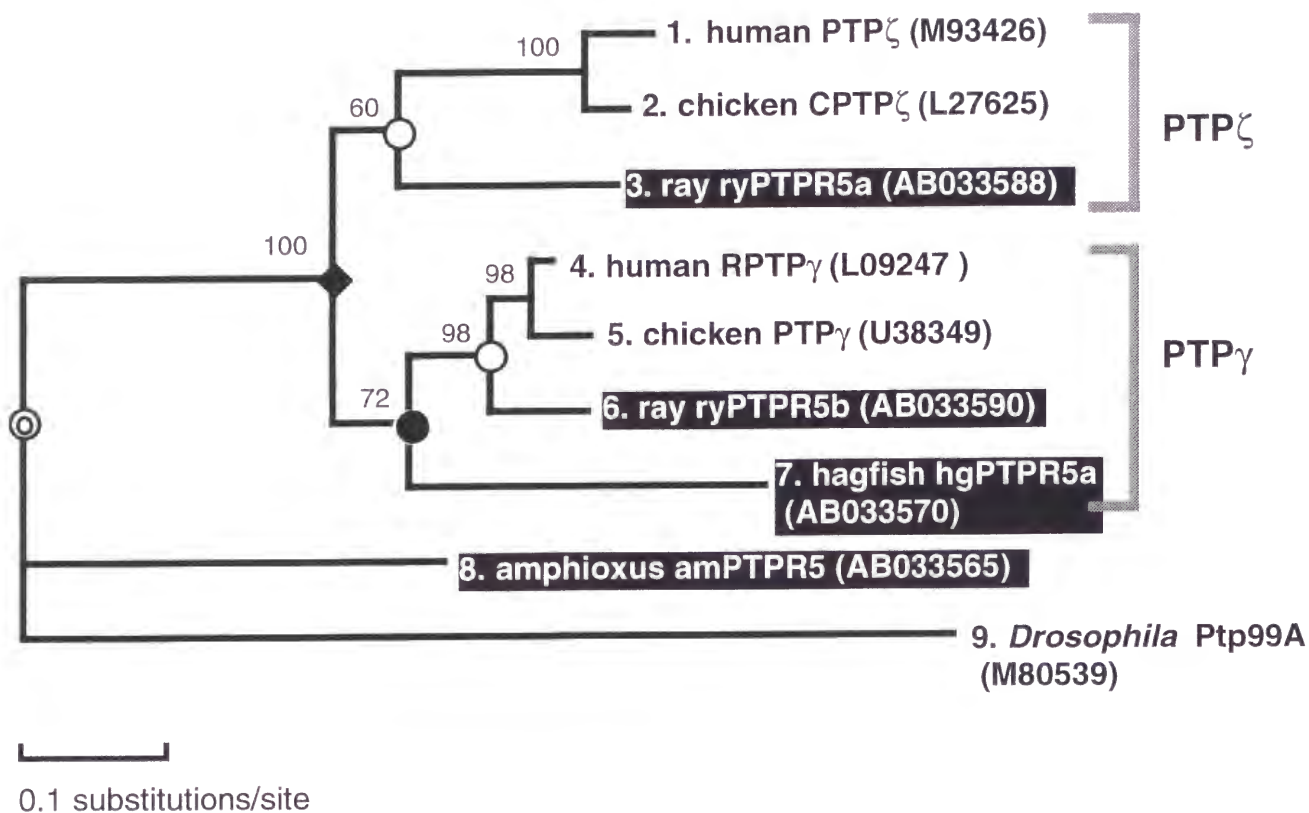 100
1. human PTPζ (M93426)
60
2. chicken CPTPζ (L27625)
PTPζ
3. ray ryPTPR5a (AB033588)
100
98
4. human RPTPγ (L09247 )
98
5. chicken PTPγ (U38349)
PTPγ
72
6. ray ryPTPR5b (AB033590)
7. hagfish hgPTPR5a
(AB033570)
8. amphioxus amPTPR5 (AB033565)
9. Drosophila Ptp99A
(M80539)
0.1 substitutions/site